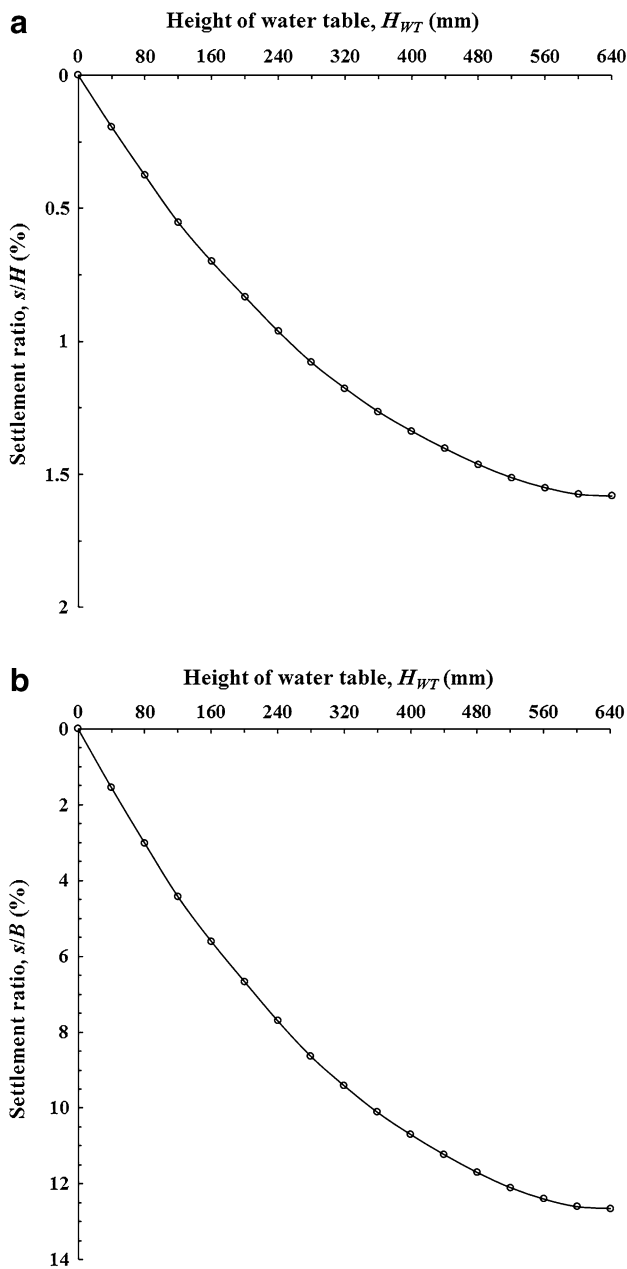 a
Height of water table, H_WT (mm)
0 80 160 240 320 400 480 560 640
0
0.5
1
1.5
2
Settlement ratio, s/H (%)
b
Height of water table, H_WT (mm)
0 80 160 240 320 400 480 560 640
0
2
4
6
8
10
12
14
Settlement ratio, s/B (%)